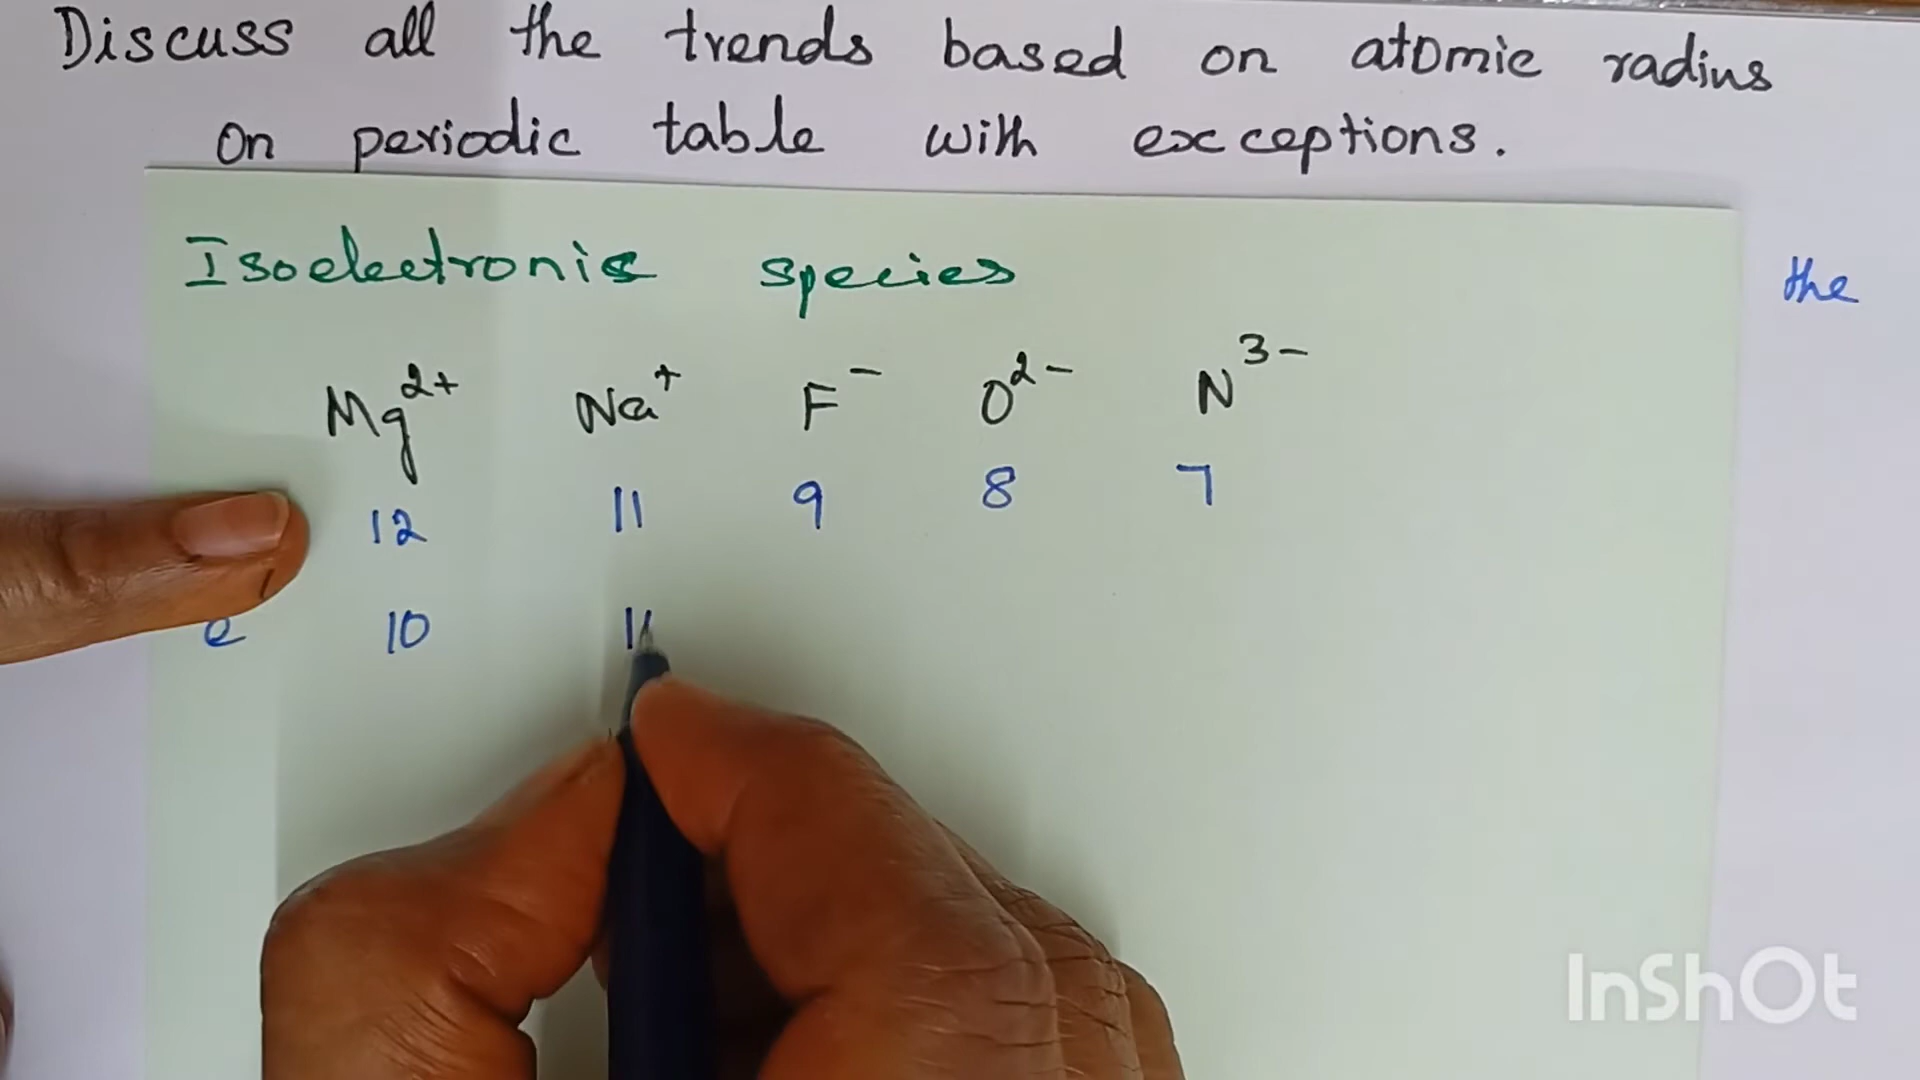 Discuss all the trends based on atomic radius
on periodic table with exceptions.
Isoelectronic species
the
Mg²⁺ Na⁺ F⁻ O²⁻ N³⁻
12 11 9 8 7
e 10
InShOt